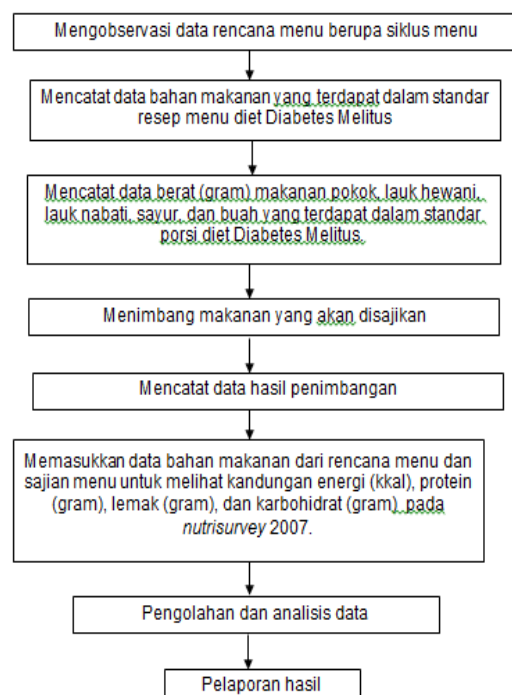 Mengobservasi data rencana menu berupa siklus menu
Mencatat data bahan makanan yang terdapat dalam standar
resep menu diet Diabetes Melitus
Mencatat data berat (gram) makanan pokok, lauk hewani,
lauk nabati, sayur, dan buah yang terdapat dalam standar
porsi diet Diabetes Melitus.
Menimbang makanan yang akan disajikan
Mencatat data hasil penimbangan
Memasukkan data bahan makanan dari rencana menu dan
sajian menu untuk melihat kandungan energi (kkal), protein
(gram), lemak (gram), dan karbohidrat (gram) pada
nutrisurvey 2007.
Pengolahan dan analisis data
Pelaporan hasil